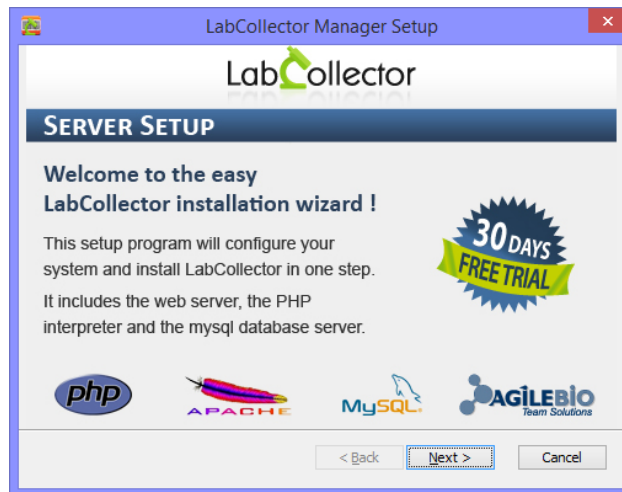 LabCollector Manager Setup
LabCollector
SERVER SETUP
Welcome to the easy
LabCollector installation wizard !
This setup program will configure your
system and install LabCollector in one step.
It includes the web server, the PHP
interpreter and the mysql database server.
30 DAYS
FREE TRIAL
php
APACHE
MySQL
AGiLEBiO
Team Solutions
< Back
Next >
Cancel